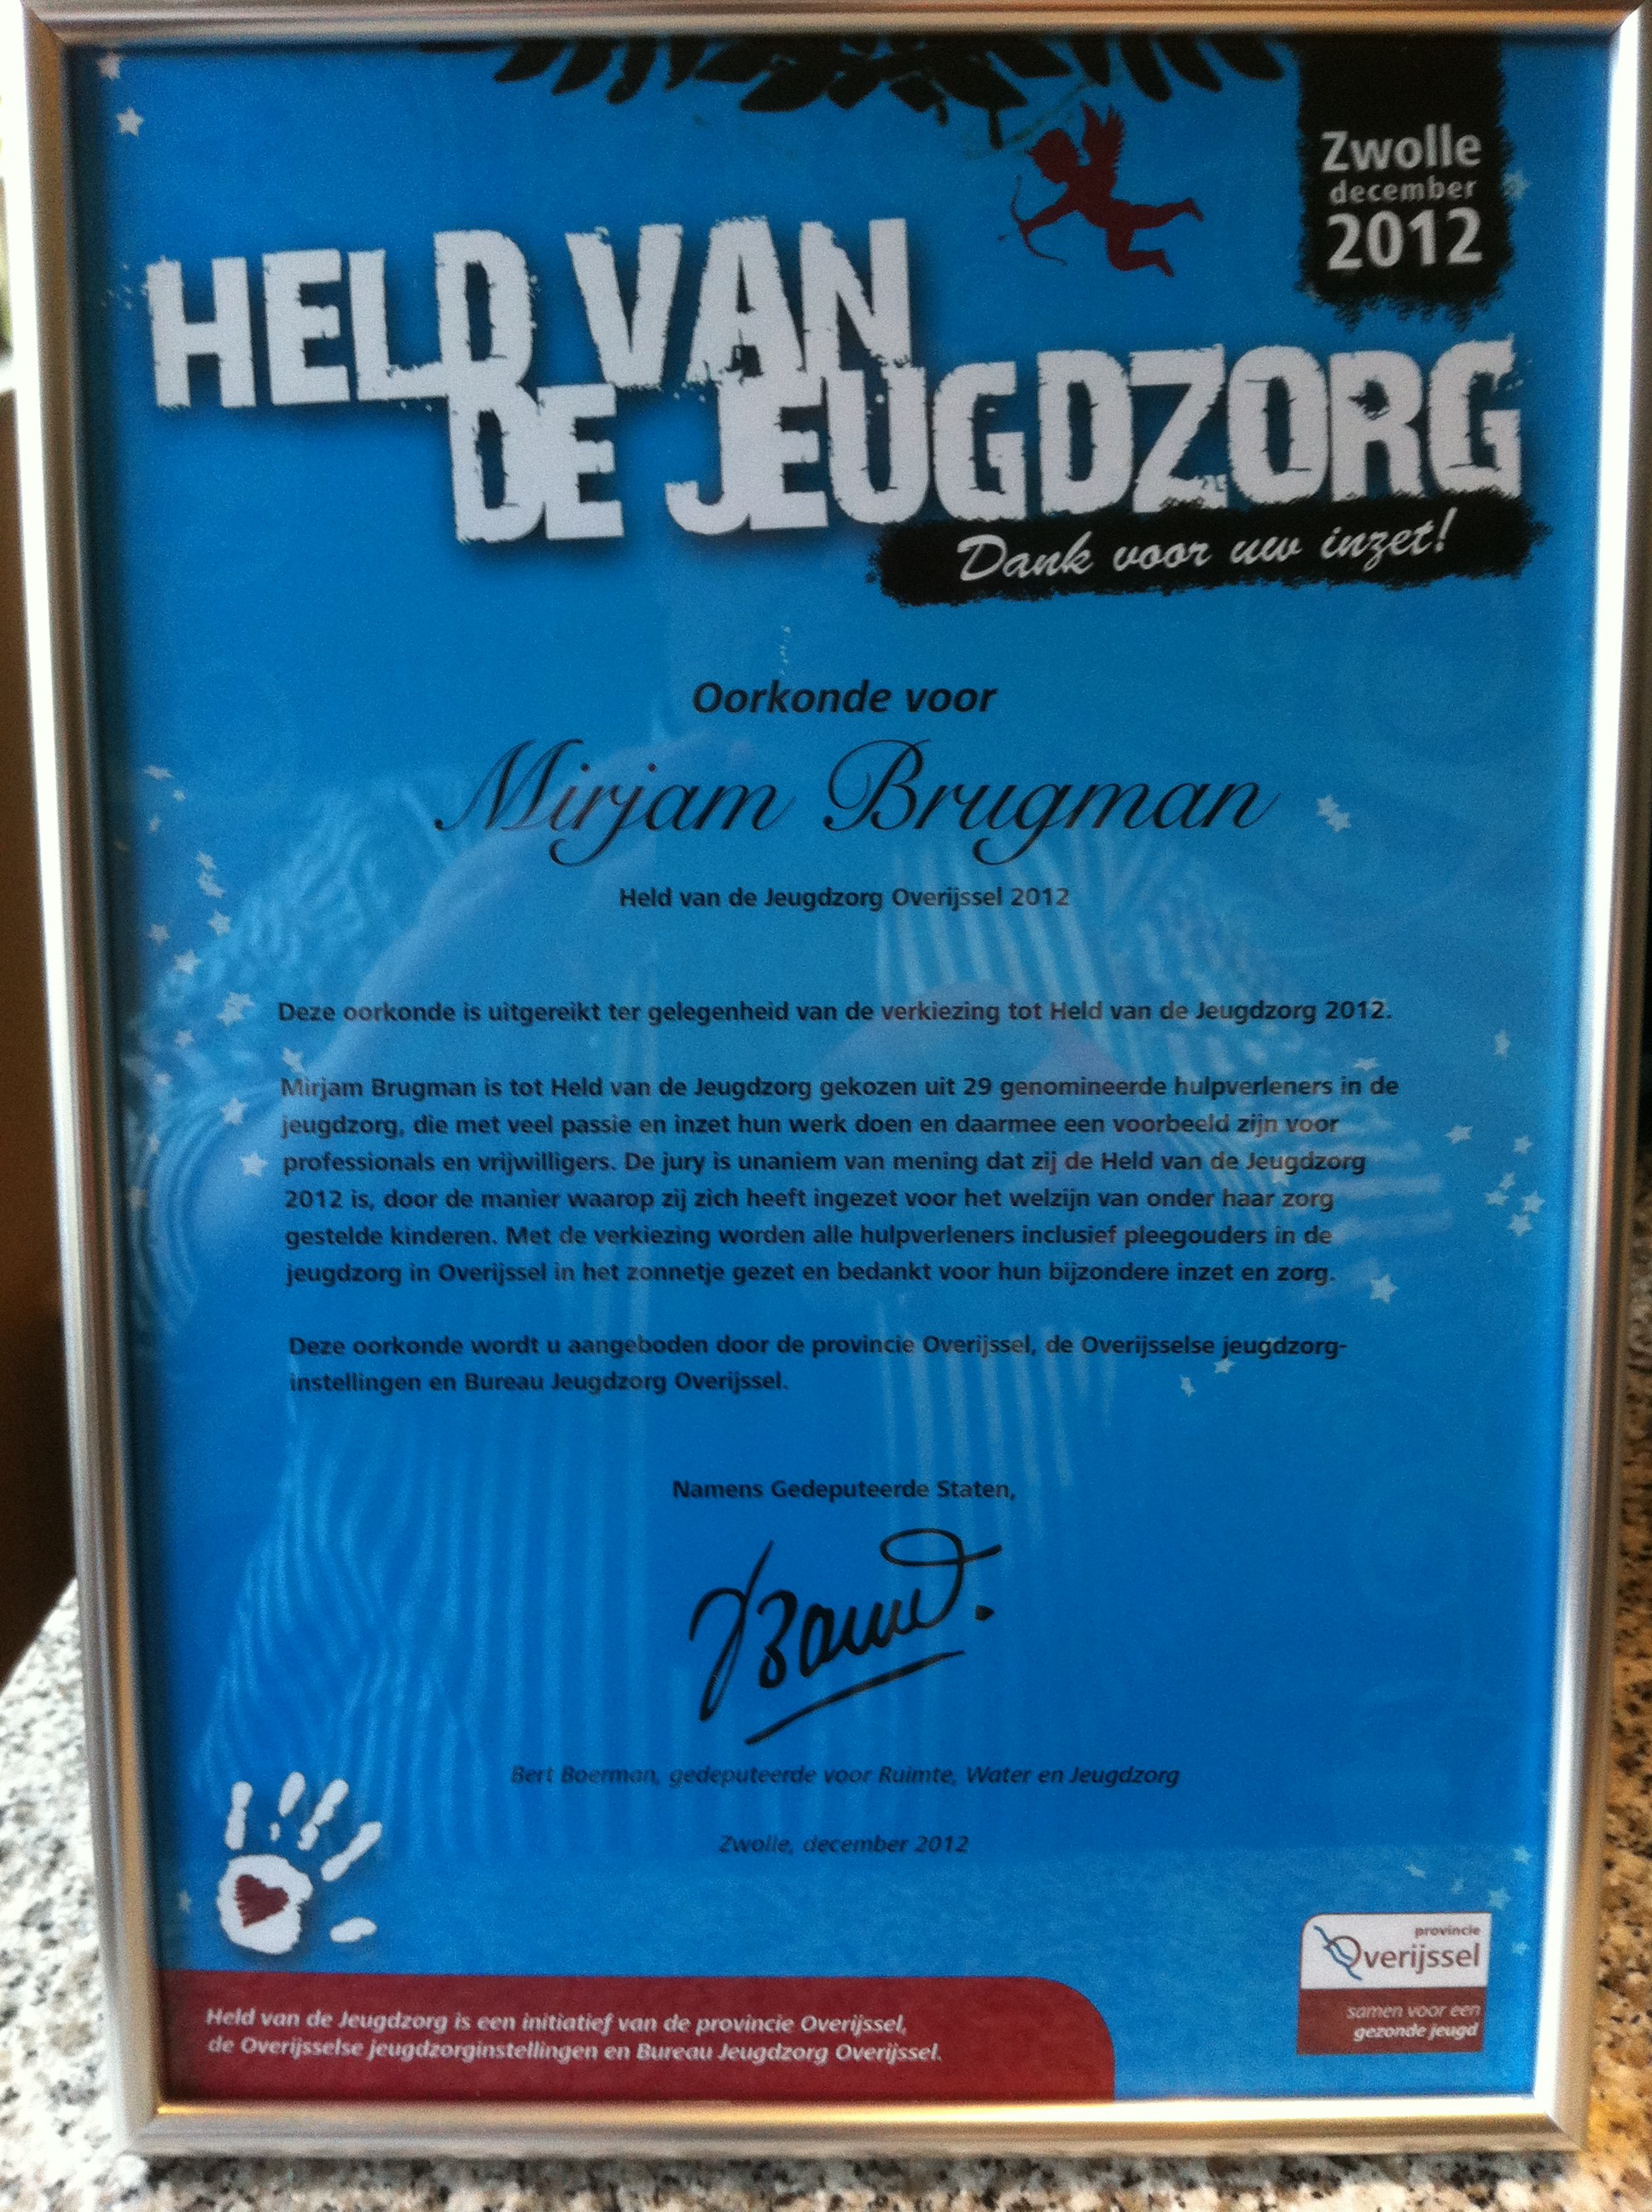 Zwolle
december
2012
HELD VAN
DE JEUGDZORG
Dank voor uw inzet!
Oorkonde voor
Mirjam Brugman
Held van de Jeugdzorg Overijssel 2012
Deze oorkonde is uitgereikt ter gelegenheid van de verkiezing tot Held van de Jeugdzorg 2012.
Mirjam Brugman is tot Held van de Jeugdzorg gekozen uit 29 genomineerde hulpverleners in de
jeugdzorg, die met veel passie en inzet hun werk doen en daarmee een voorbeeld zijn voor
professionals en vrijwilligers. De jury is unaniem van mening dat zij de Held van de Jeugdzorg
2012 is, door de manier waarop zij zich heeft ingezet voor het welzijn van onder haar zorg
gestelde kinderen. Met de verkiezing worden alle hulpverleners inclusief pleegouders in de
jeugdzorg in Overijssel in het zonnetje gezet en bedankt voor hun bijzondere inzet en zorg.
Deze oorkonde wordt u aangeboden door de provincie Overijssel, de Overijsselse jeugdzorg-
instellingen en Bureau Jeugdzorg Overijssel.
Namens Gedeputeerde Staten,
Bert Boerman, gedeputeerde voor Ruimte, Water en Jeugdzorg
Zwolle, december 2012
provincie
Overijssel
samen voor een
gezonde jeugd
Held van de Jeugdzorg is een initiatief van de provincie Overijssel,
de Overijsselse jeugdzorginstellingen en Bureau Jeugdzorg Overijssel.